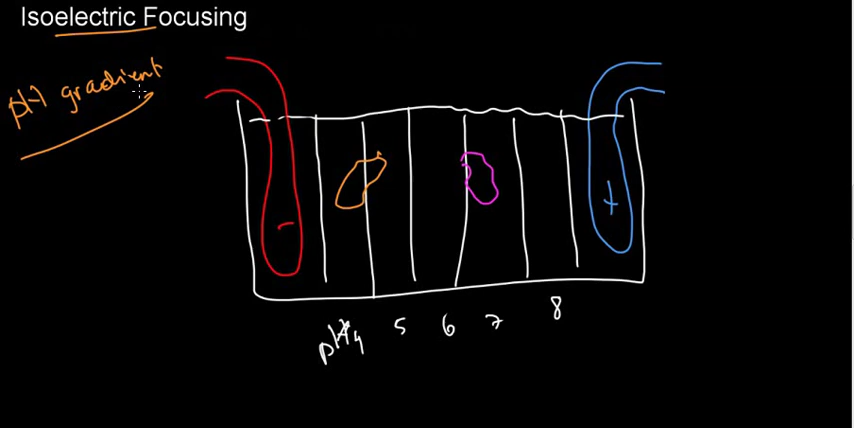 Isoelectric Focusing
pH gradient
-
+
pH 4 5 6 7 8